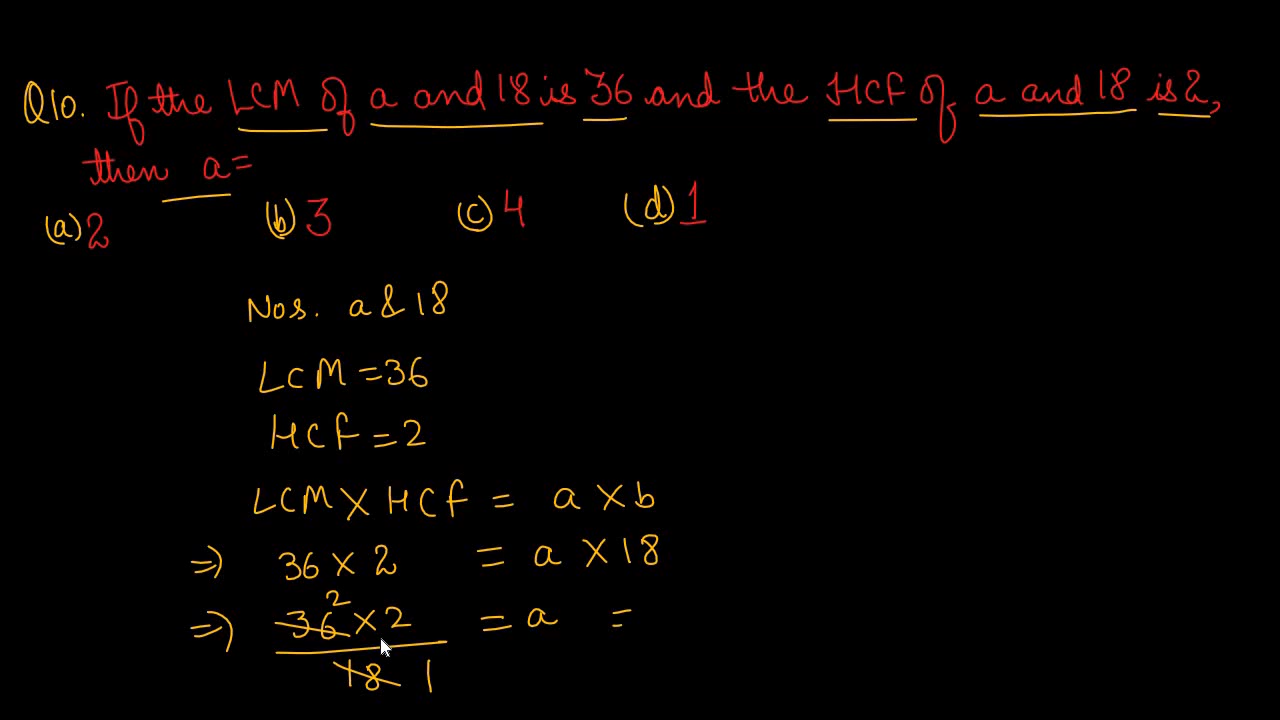 Q10. If the LCM of a and 18 is 36 and the HCF of a and 18 is 2,
then a=
(a) 2 (b) 3 (c) 4 (d) 1
Nos. a & 18
LCM = 36
HCF = 2
LCM X HCF = a X b
=> 36 X 2 = a X 18
2
=> 36 X 2 = a =
18 1